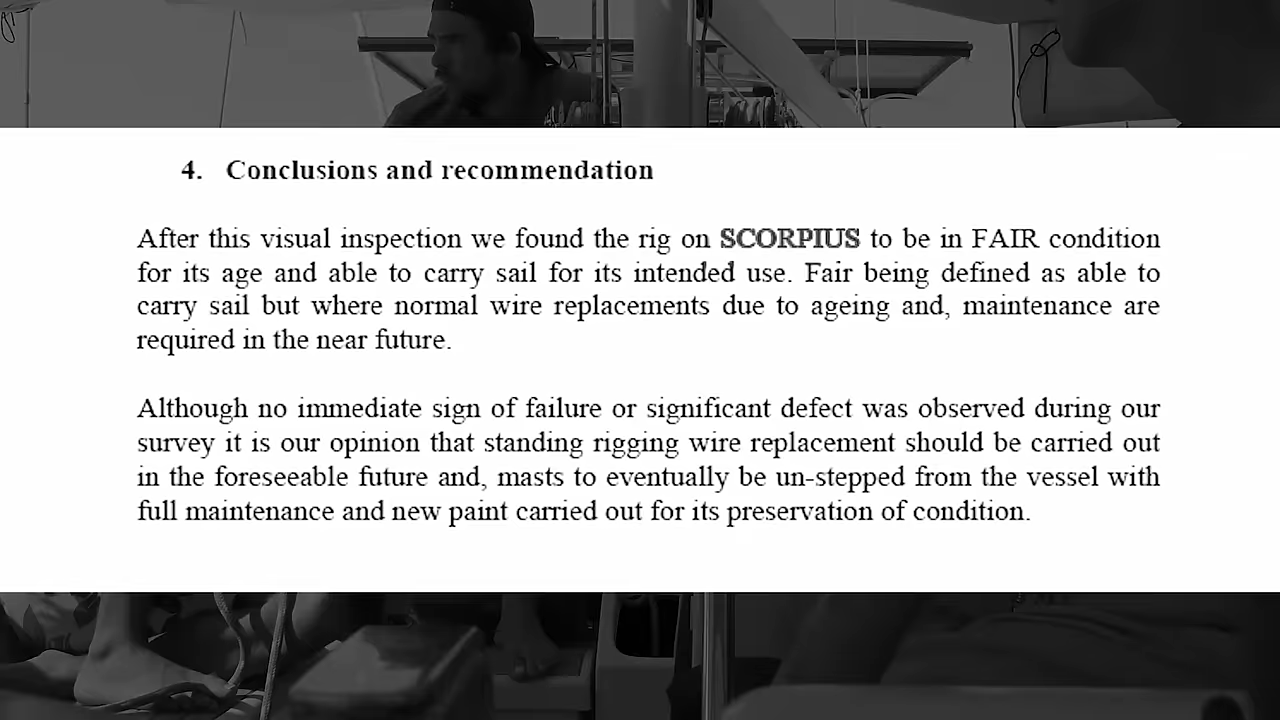 4. Conclusions and recommendation
After this visual inspection we found the rig on SCORPIUS to be in FAIR condition
for its age and able to carry sail for its intended use. Fair being defined as able to
carry sail but where normal wire replacements due to ageing and, maintenance are
required in the near future.
Although no immediate sign of failure or significant defect was observed during our
survey it is our opinion that standing rigging wire replacement should be carried out
in the foreseeable future and, masts to eventually be un-stepped from the vessel with
full maintenance and new paint carried out for its preservation of condition.